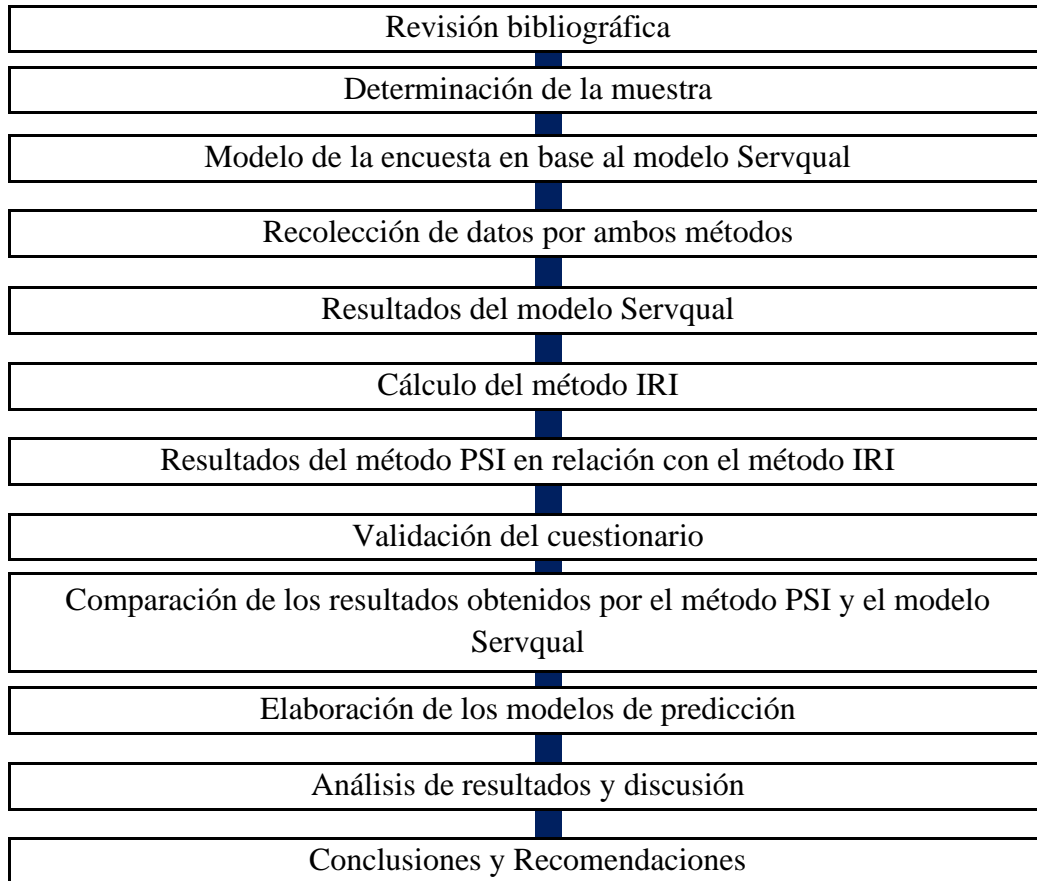 Revisión bibliográfica
Determinación de la muestra
Modelo de la encuesta en base al modelo Servqual
Recolección de datos por ambos métodos
Resultados del modelo Servqual
Cálculo del método IRI
Resultados del método PSI en relación con el método IRI
Validación del cuestionario
Comparación de los resultados obtenidos por el método PSI y el modelo
Servqual
Elaboración de los modelos de predicción
Análisis de resultados y discusión
Conclusiones y Recomendaciones